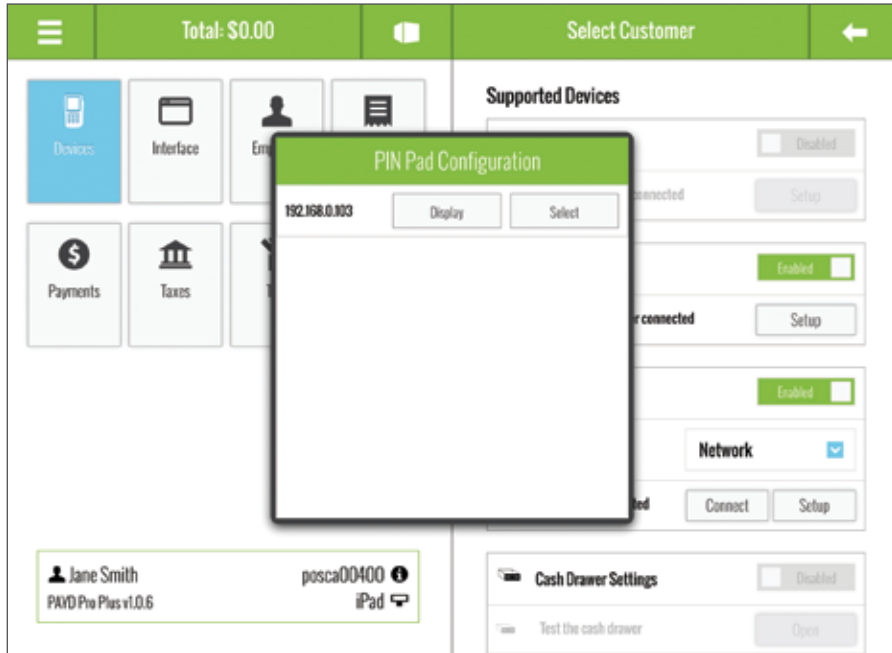 Total: $0.00
Select Customer
Devices
Interface
Payments
Taxes
Supported Devices
Disabled
connected
Setup
PIN Pad Configuration
192.168.0.103
Display
Select
Enabled
connected
Setup
Enabled
Network
Connect
Setup
Jane Smith
posca00400
PAYD Pro Plus v1.0.6
iPad
Cash Drawer Settings
Disabled
Test the cash drawer
Open